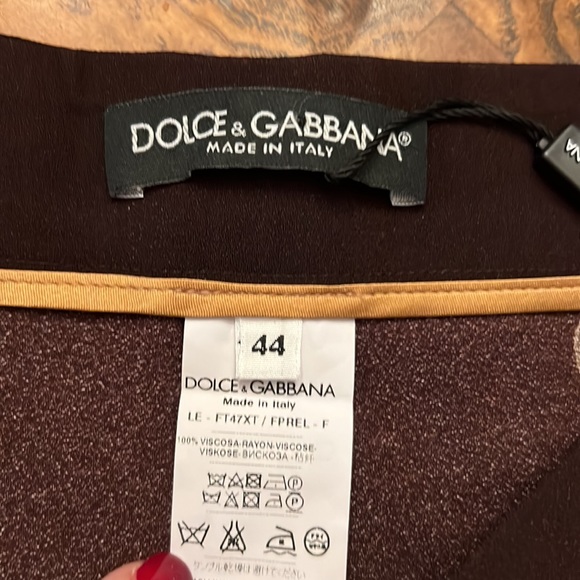 DOLCE & GABBANA®
MADE IN ITALY
NA
44
DOLCE & GABBANA
Made in Italy
LE - FT47XT / FPREL - F
100% VISCOSA-RAYON-VISCOSE-
VISKOSE-ВИСКОЗА-